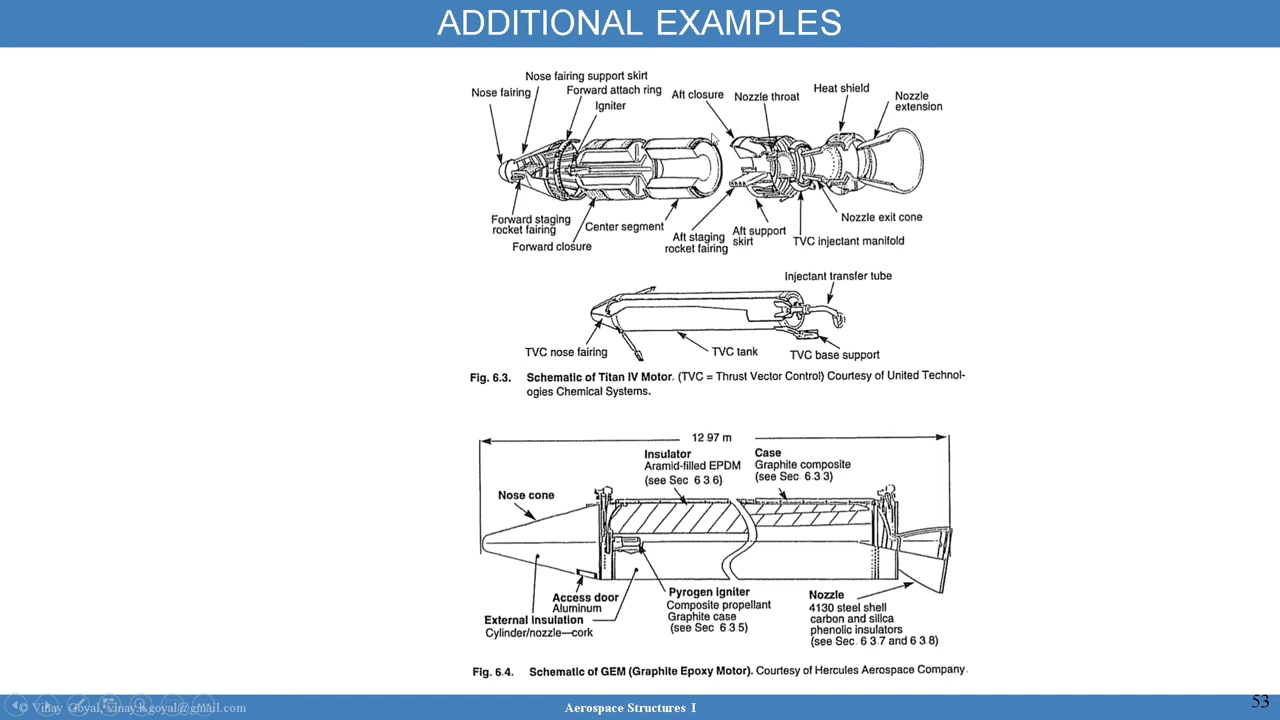 ADDITIONAL EXAMPLES
Nose fairing support skirt
Nose fairing
Forward attach ring
Igniter
Aft closure
Nozzle throat
Heat shield
Nozzle
extension
Forward staging
rocket fairing
Forward closure
Center segment
Aft staging
rocket fairing
Aft support
skirt
TVC injectant manifold
Nozzle exit cone
Injectant transfer tube
TVC nose fairing
TVC tank
TVC base support
Fig. 6.3. Schematic of Titan IV Motor. (TVC = Thrust Vector Control) Courtesy of United Technol-
ogies Chemical Systems.
12 97 m
Insulator
Aramid-filled EPDM
(see Sec 6 3 6)
Case
Graphite composite
(see Sec 6 3 3)
Nose cone
Access door
Aluminum
External insulation
Cylinder/nozzle—cork
Pyrogen igniter
Composite propellant
Graphite case
(see Sec 6 3 5)
Nozzle
4130 steel shell
carbon and silica
phenolic insulators
(see Sec 6 3 7 and 6 3 8)
Fig. 6.4. Schematic of GEM (Graphite Epoxy Motor). Courtesy of Hercules Aerospace Company.
© Vinay Goyal, vinay.k.goyal@gmail.com
Aerospace Structures I
53